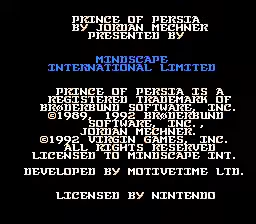 PRINCE OF PERSIA
BY JORDAN MECHNER
PRESENTED BY
MINDSCAPE
INTERNATIONAL LIMITED
PRINCE OF PERSIA IS A
REGISTERED TRADEMARK OF
BRØDERBUND SOFTWARE, INC.
©1989, 1992 BRØDERBUND
SOFTWARE, INC.,
JORDAN MECHNER.
©1992 VIRGIN GAMES, INC.
ALL RIGHTS RESERVED
LICENSED TO MINDSCAPE INT.
DEVELOPED BY MOTIVETIME LTD.
LICENSED BY NINTENDO